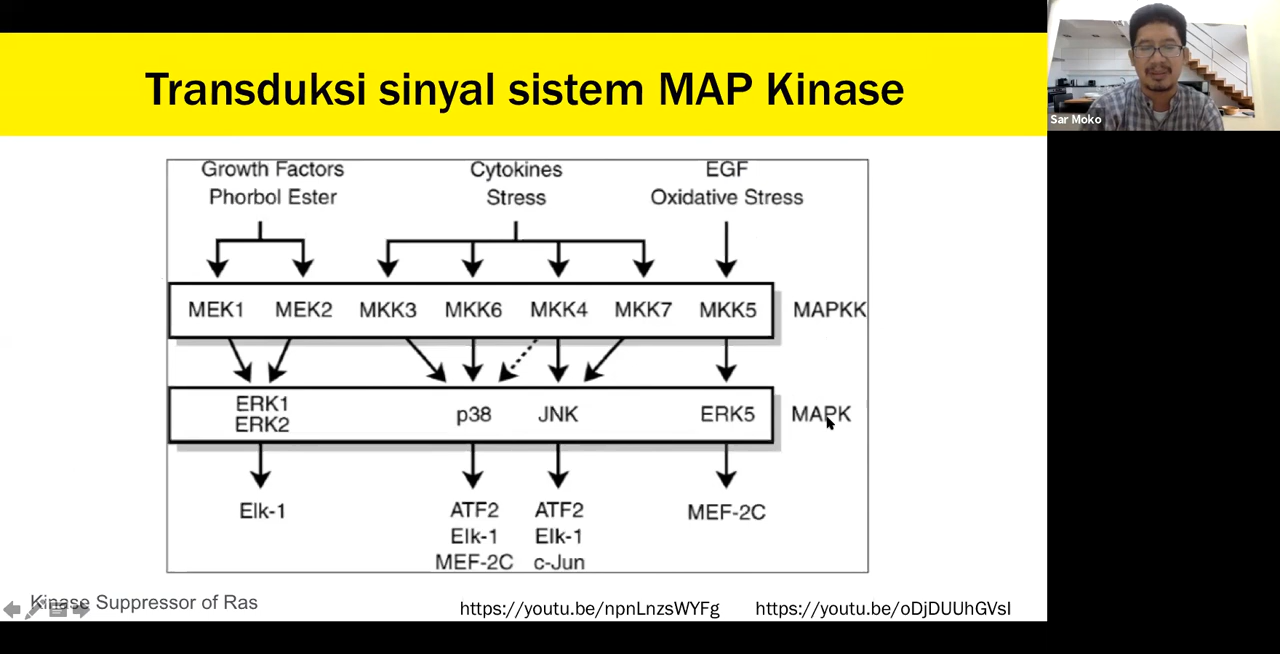 Transduksi sinyal sistem MAP Kinase
Sar Moko
Growth Factors
Phorbol Ester
Cytokines
Stress
EGF
Oxidative Stress
MEK1 MEK2 MKK3 MKK6 MKK4 MKK7 MKK5 MAPKK
ERK1
ERK2
p38 JNK ERK5 MAPK
Elk-1
ATF2
Elk-1
MEF-2C
ATF2
Elk-1
c-Jun
MEF-2C
Kinase Suppressor of Ras
https://youtu.be/npnLnzsWYFg https://youtu.be/oDjDUUhGVsI